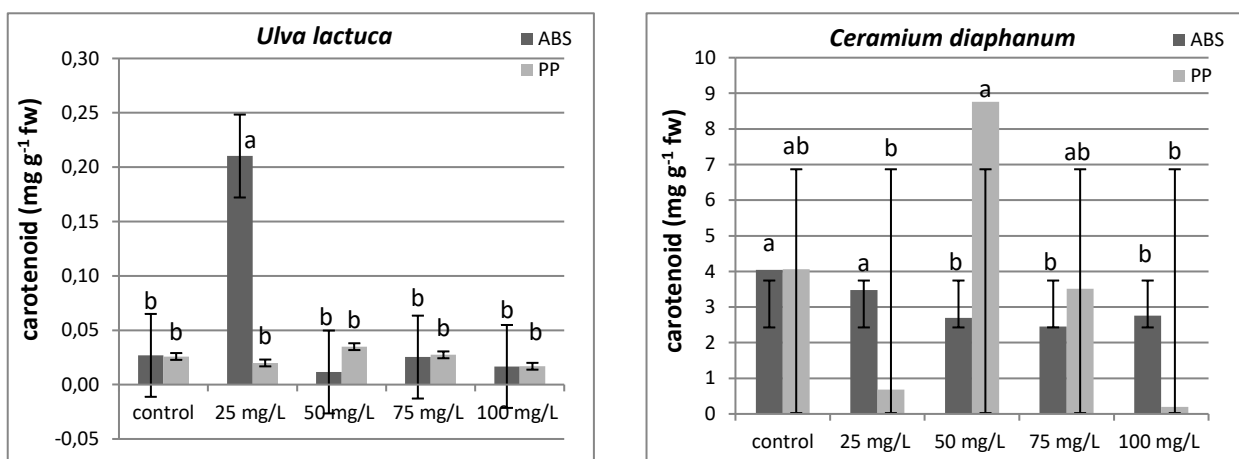 Ulva lactuca
ABS
PP
carotenoid (mg g-1 fw)
0,30
0,25
0,20
0,15
0,10
0,05
0,00
-0,05
b b a b b b b b b b
control 25 mg/L 50 mg/L 75 mg/L 100 mg/L
Ceramium diaphanum
ABS
PP
carotenoid (mg g-1 fw)
10
9
8
7
6
5
4
3
2
1
0
a ab a b b a b ab b b
control 25 mg/L 50 mg/L 75 mg/L 100 mg/L